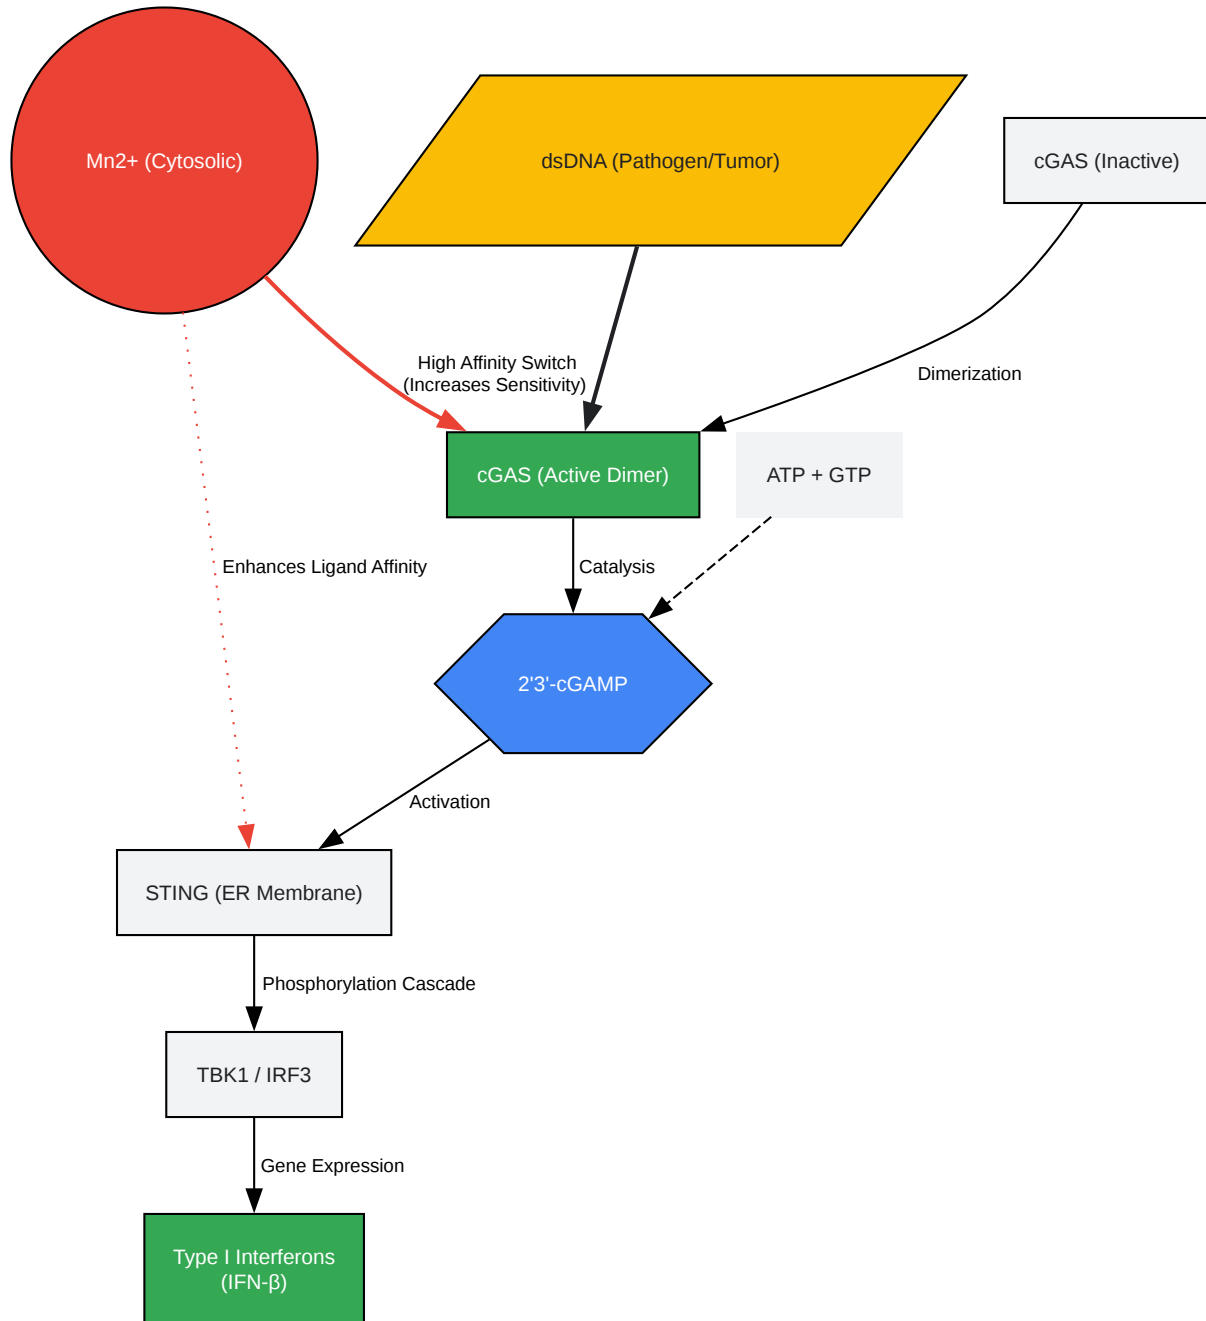 Mn2+ (Cytosolic)
dsDNA (Pathogen/Tumor)
cGAS (Inactive)
High Affinity Switch
(Increases Sensitivity)
Dimerization
cGAS (Active Dimer)
ATP + GTP
Enhances Ligand Affinity
Catalysis
2'3'-cGAMP
Activation
STING (ER Membrane)
Phosphorylation Cascade
TBK1 / IRF3
Gene Expression
Type I Interferons
(IFN-β)